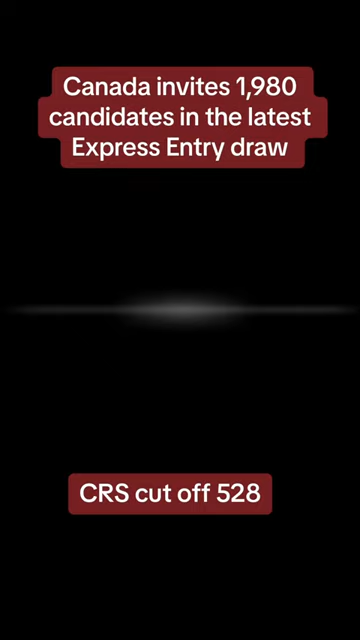 Canada invites 1,980
candidates in the latest
Express Entry draw
CRS cut off 528